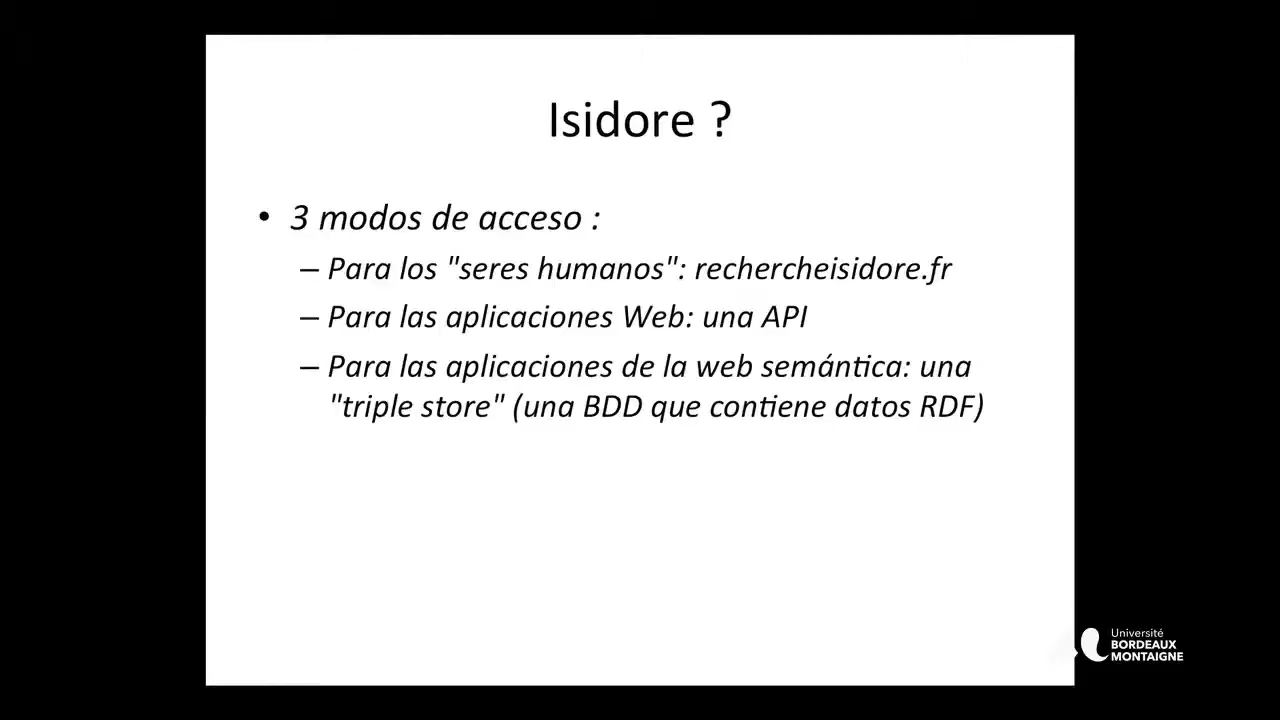 Isidore ?
• 3 modos de acceso :
– Para los "seres humanos": rechercheisidore.fr
– Para las aplicaciones Web: una API
– Para las aplicaciones de la web semántica: una
"triple store" (una BDD que contiene datos RDF)
Université
BORDEAUX
MONTAIGNE